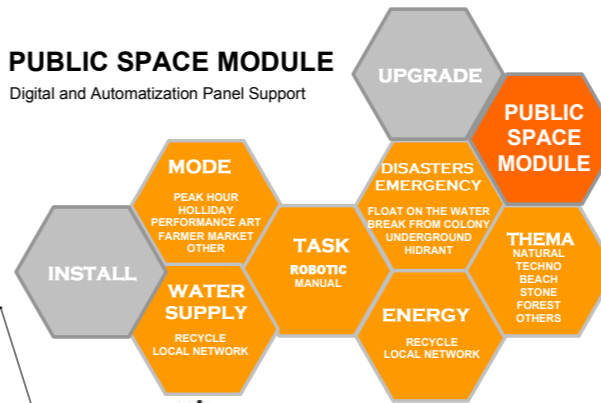 PUBLIC SPACE MODULE
Digital and Automatization Panel Support
UPGRADE
PUBLIC
SPACE
MODULE
MODE
PEAK HOUR
HOLLIDAY
PERFORMANCE ART
FARMER MARKET
OTHER
DISASTERS
EMERGENCY
FLOAT ON THE WATER
BREAK FROM COLONY
UNDERGROUND
HIDRANT
INSTALL
TASK
ROBOTIC
MANUAL
THEMA
NATURAL
TECHNO
BEACH
STONE
FOREST
OTHERS
WATER
SUPPLY
RECYCLE
LOCAL NETWORK
ENERGY
RECYCLE
LOCAL NETWORK